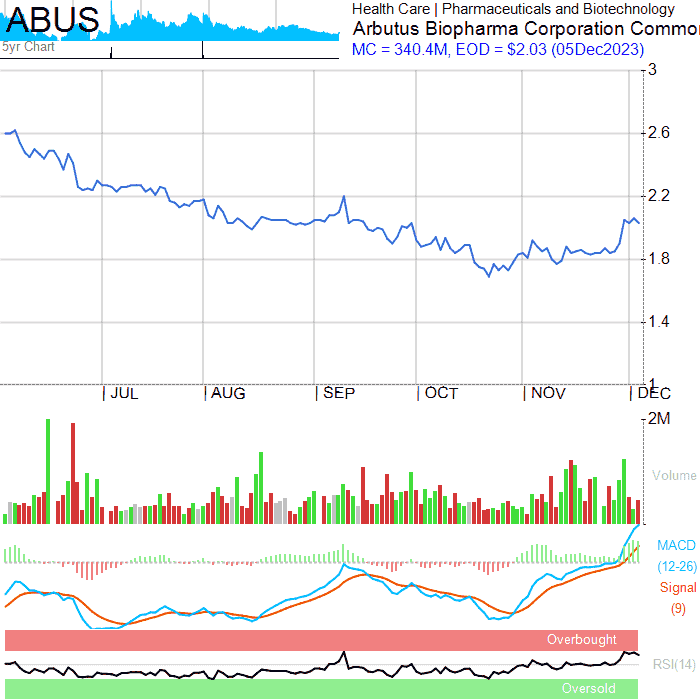 ABUS
5yr Chart
Health Care | Pharmaceuticals and Biotechnology
Arbutus Biopharma Corporation Common
MC = 340.4M, EOD = $2.03 (05Dec2023)
3
2.6
2.2
1.8
1.4
1
JUL
AUG
SEP
OCT
NOV
DEC
2M
Volume
MACD
(12-26)
Signal
(9)
Overbought
RSI(14)
Oversold